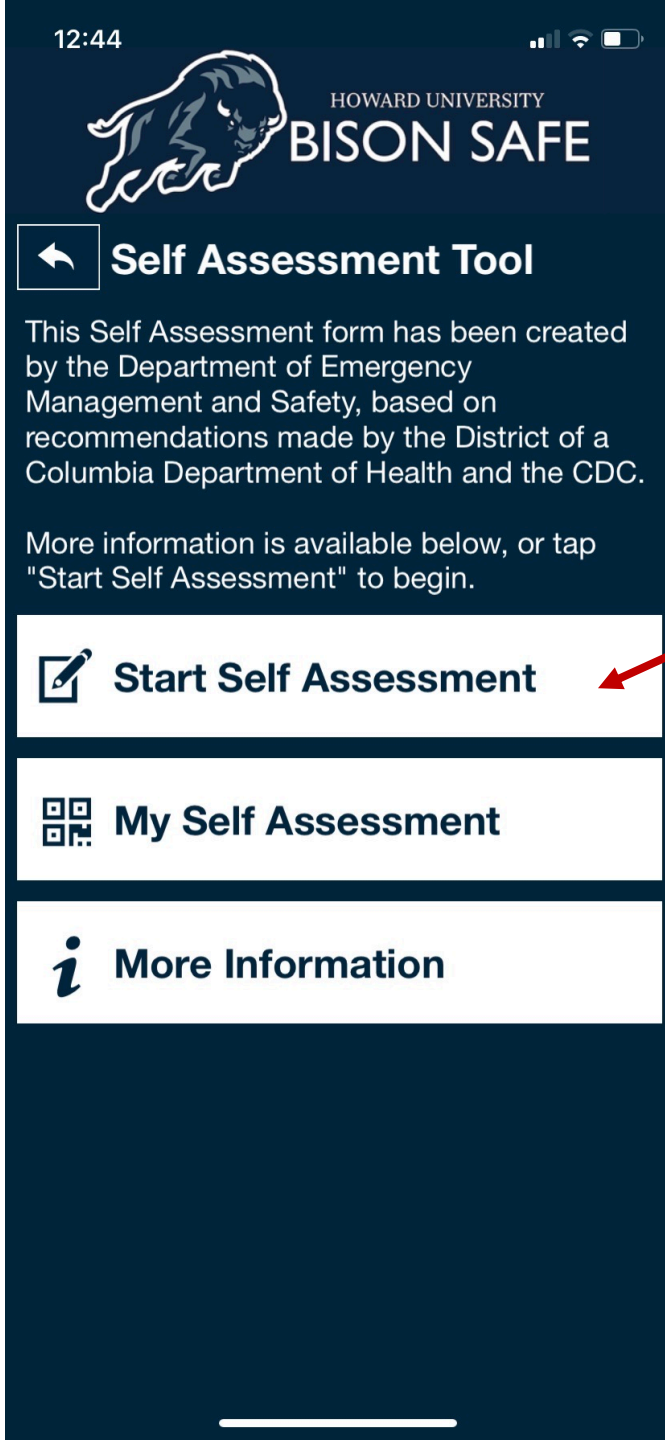 12:44
HOWARD UNIVERSITY
BISON SAFE
Self Assessment Tool
This Self Assessment form has been created
by the Department of Emergency
Management and Safety, based on
recommendations made by the District of a
Columbia Department of Health and the CDC.
More information is available below, or tap
"Start Self Assessment" to begin.
Start Self Assessment
My Self Assessment
More Information